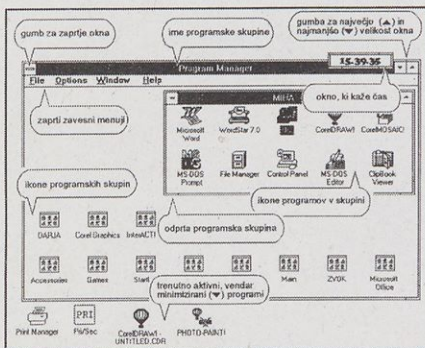 gumb za zaprtje okna
ime programske skupine
gumba za največjo (▲) in
najmanjšo (▼) velikost okna
Program Manager
15-39-35
File Options Window Help
okno, ki kaže čas
zaprti zavesni menuji
MIHA
Microsoft
Word
WordStar 7.0
CorelDRAW!
CorelMOSAIC!
MS-DOS
Prompt
File Manager
Control Panel
MS-DOS
Editor
ClipBook
Viewer
ikone programskih skupin
ikone programov v skupini
odprta programska skupina
DARJA
Corel Graphics
InterACTI
Accessories
Games
Start
Main
ZVOK
Microsoft
Office
trenutno aktivni, vendar
minimizirani (▼) programi
Print Manager
PRI
CorelDRAW! -
UNTITLED.CDR
PHOTO-PAINT!